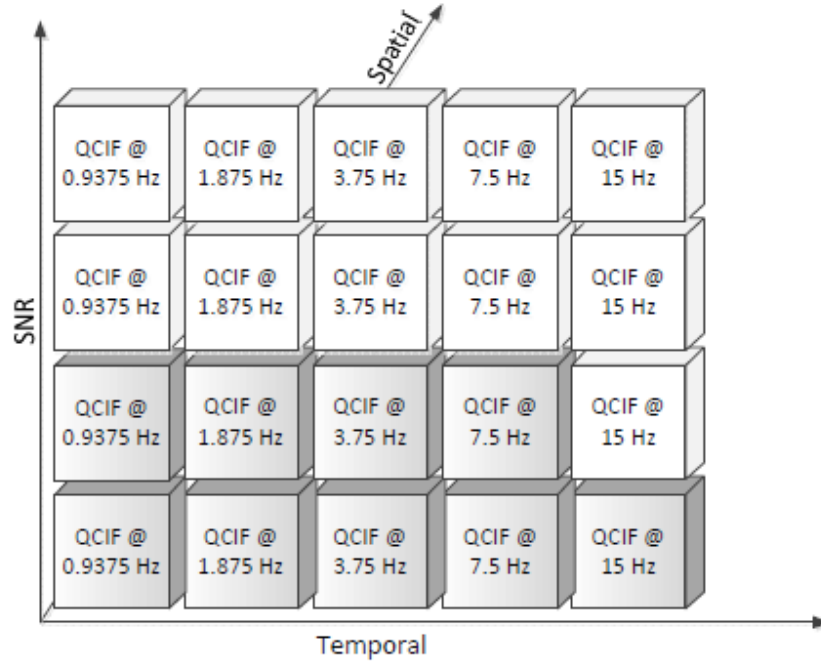 Spatial
QCIF @
0.9375 Hz
QCIF @
1.875 Hz
QCIF @
3.75 Hz
QCIF @
7.5 Hz
QCIF @
15 Hz
QCIF @
0.9375 Hz
QCIF @
1.875 Hz
QCIF @
3.75 Hz
QCIF @
7.5 Hz
QCIF @
15 Hz
SNR
QCIF @
0.9375 Hz
QCIF @
1.875 Hz
QCIF @
3.75 Hz
QCIF @
7.5 Hz
QCIF @
15 Hz
QCIF @
0.9375 Hz
QCIF @
1.875 Hz
QCIF @
3.75 Hz
QCIF @
7.5 Hz
QCIF @
15 Hz
Temporal